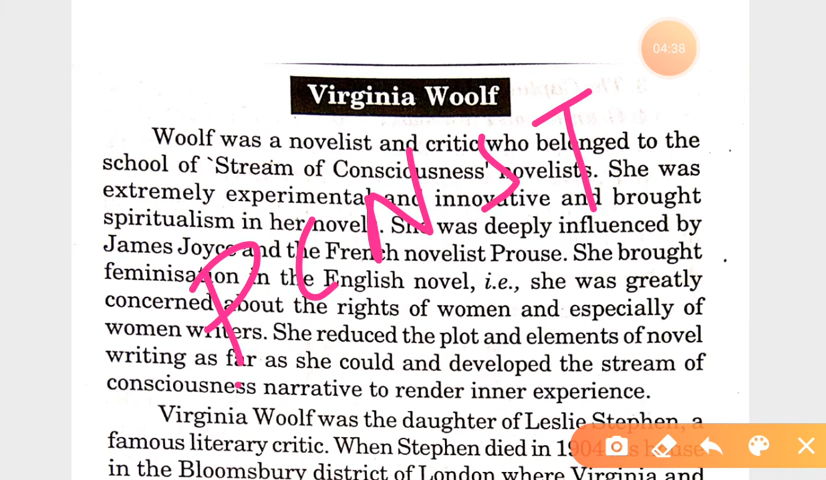 04:38
Virginia Woolf
Woolf was a novelist and critic who belonged to the
school of `Stream of Consciousness' novelists. She was
extremely experimental and innovative and brought
spiritualism in her novels. She was deeply influenced by
James Joyce and the French novelist Prouse. She brought
feminisation in the English novel, i.e., she was greatly
concerned about the rights of women and especially of
women writers. She reduced the plot and elements of novel
writing as far as she could and developed the stream of
consciousness narrative to render inner experience.
Virginia Woolf was the daughter of Leslie Stephen, a
famous literary critic. When Stephen died in 1904 his house
in the Bloomsbury district of London where Virginia and
PCNST